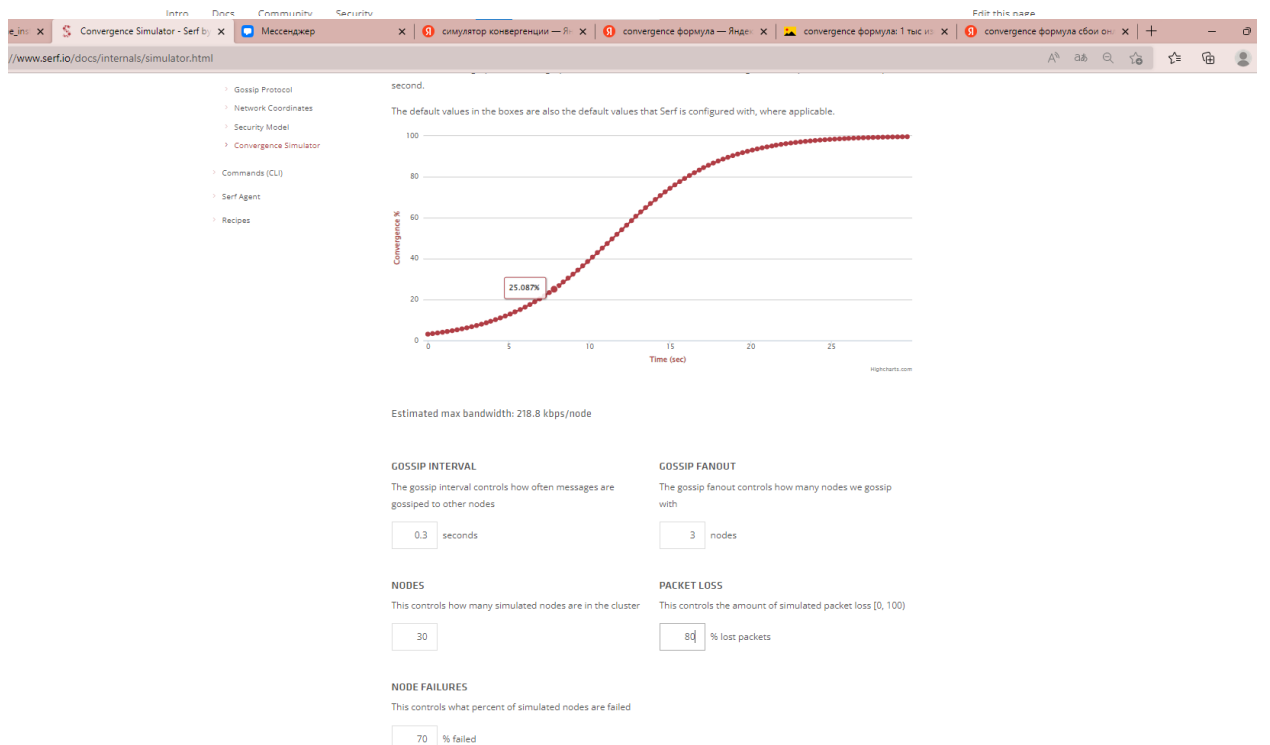 Intro Docs Community Security Edit this page
Convergence Simulator - Serf by Мессенджер симулятор конвергенции — Ян convergence формула — Яндек convergence формула: 1 тыс из convergence формула сбои онл
//www.serf.io/docs/internals/simulator.html
Gossip Protocol
Network Coordinates
Security Model
Convergence Simulator
Commands (CLI)
Serf Agent
Recipes
second.
The default values in the boxes are also the default values that Serf is configured with, where applicable.
100
80
60
40
20
0
Convergence %
25.087%
0 5 10 15 20 25
Time (sec)
Highcharts.com
Estimated max bandwidth: 218.8 kbps/node
GOSSIP INTERVAL
The gossip interval controls how often messages are
gossiped to other nodes
0.3 seconds
GOSSIP FANOUT
The gossip fanout controls how many nodes we gossip
with
3 nodes
NODES
This controls how many simulated nodes are in the cluster
30
PACKET LOSS
This controls the amount of simulated packet loss [0, 100)
80 % lost packets
NODE FAILURES
This controls what percent of simulated nodes are failed
70 % failed